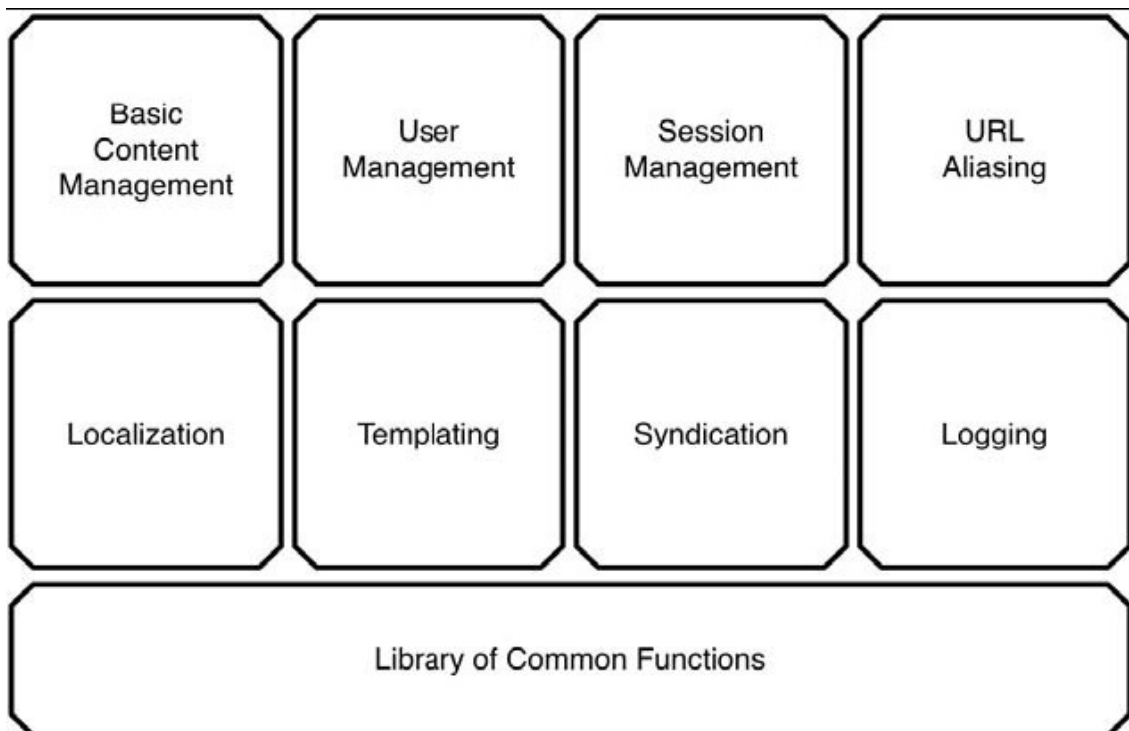 Basic
Content
Management
User
Management
Session
Management
URL
Aliasing
Localization
Templating
Syndication
Logging
Library of Common Functions